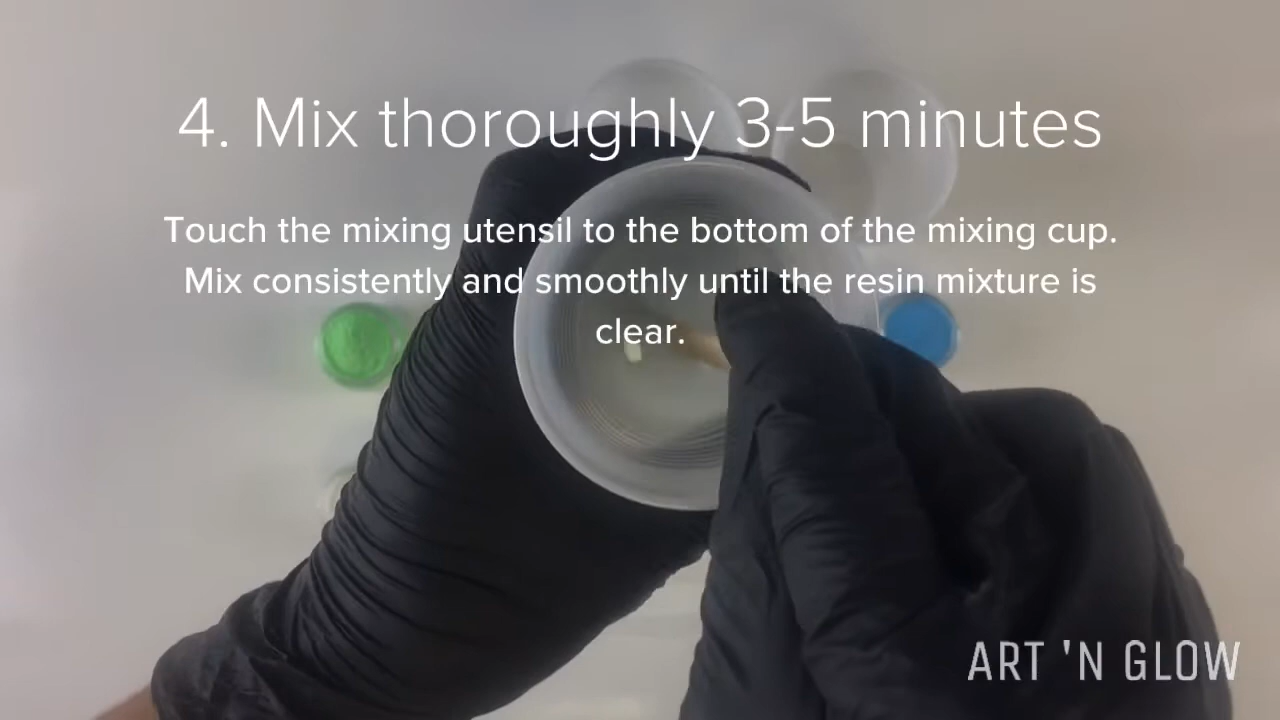 4. Mix thoroughly 3-5 minutes
Touch the mixing utensil to the bottom of the mixing cup.
Mix consistently and smoothly until the resin mixture is
clear.
ART 'N GLOW